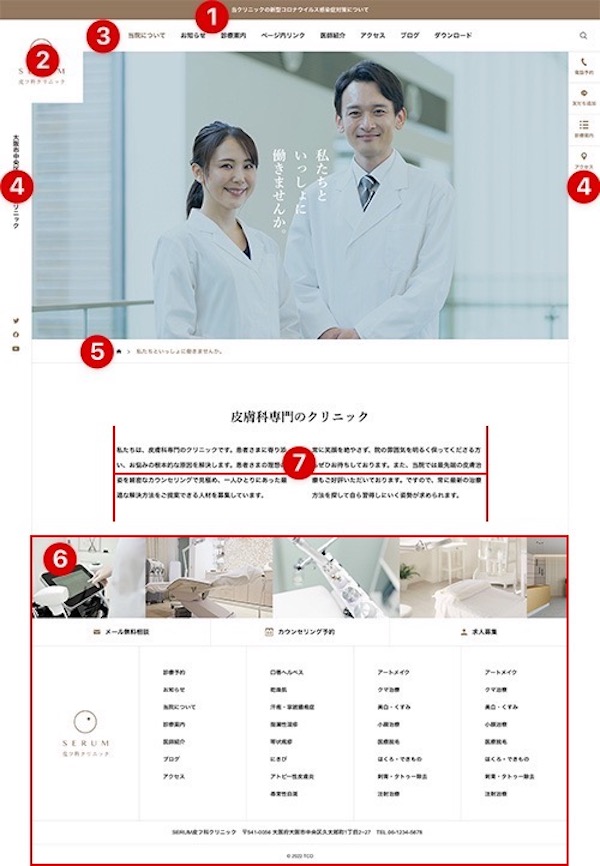 当クリニックの新型コロナウイルス感染症対策について
1
2
3
当院について
お知らせ
診療案内
ページ内リンク
医師紹介
アクセス
ブログ
ダウンロード
SERUM
皮フ科クリニック
電話予約
友だち追加
診療案内
アクセス
4
4
大阪市中央区
リニック
私たちと
いっしょに
働きませんか。
5
私たちといっしょに働きませんか。
皮膚科専門のクリニック
7
私たちは、皮膚科専門のクリニックです。患者さまに寄り添
い、お悩みの根本的な原因を解決します。患者さまの理想の
姿を綿密なカウンセリングで見極め、一人ひとりにあった最
適な解決方法をご提案できる人材を募集しています。
常に笑顔を絶やさず、院の雰囲気を明るく保ってくださる方
ぜひお待ちしております。また、当院では最先端の皮膚治
療もご好評いただいております。ですので、常に最新の治療
方法を探して自ら習得しにいく姿勢が求められます。
6
メール無料相談
カウンセリング予約
求人募集
SERUM
皮フ科クリニック
診療予約
お知らせ
当院について
診療案内
医師紹介
ブログ
アクセス
口唇ヘルペス
乾燥肌
汗疱・掌蹠膿疱症
脂漏性湿疹
帯状疱疹
にきび
アトピー性皮膚炎
尋常性白斑
アートメイク
クマ治療
美白・くすみ
小顔治療
医療脱毛
ほくろ・できもの
刺青・タトゥー除去
注射治療
アートメイク
クマ治療
美白・くすみ
小顔治療
医療脱毛
ほくろ・できもの
刺青・タトゥー除去
注射治療
SERUM皮フ科クリニック 〒541-0056 大阪府大阪市中央区久太郎町1丁目2−27 TEL.06-1234-5678
© 2022 TCD